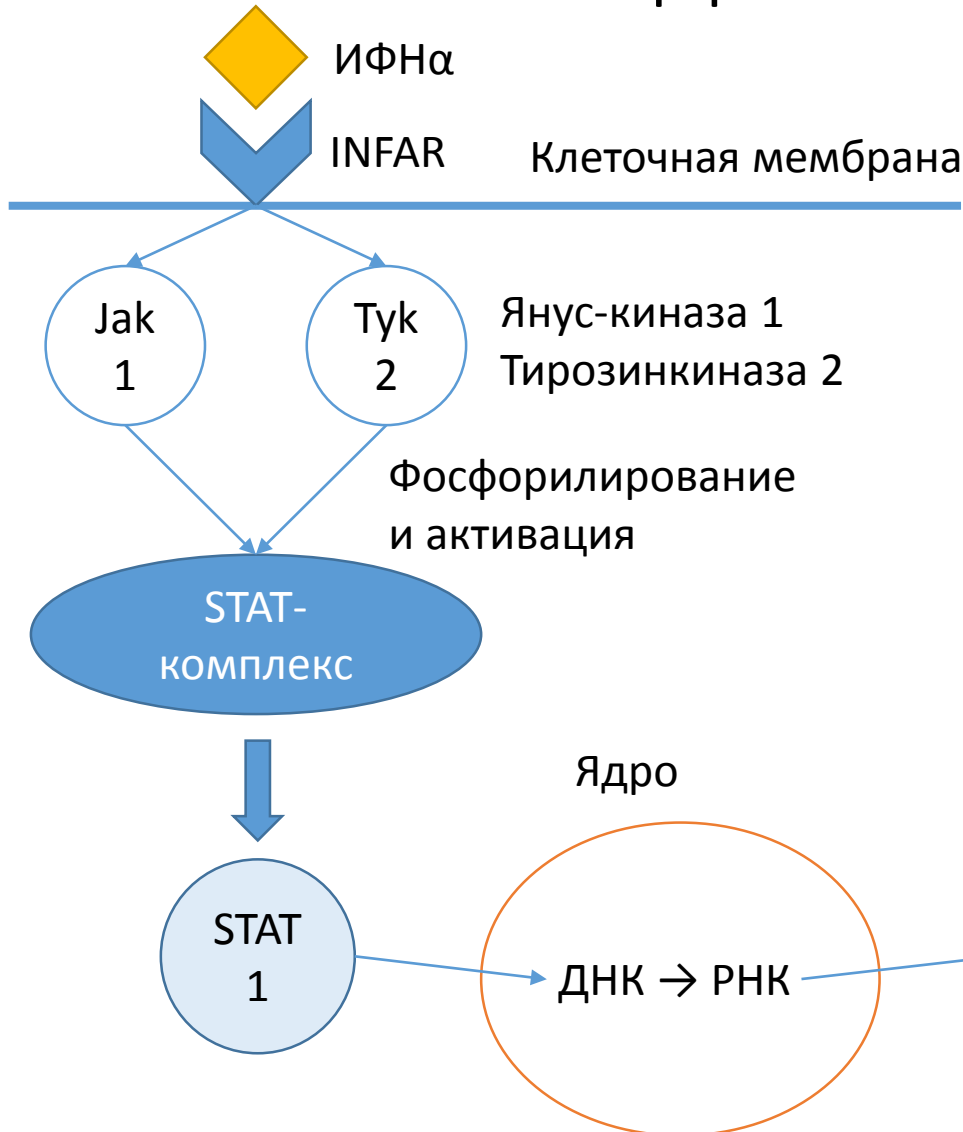 ИФНα
INFAR
Клеточная мембрана
Jak
1
Tyk
2
Янус-киназа 1
Тирозинкиназа 2
Фосфорилирование
и активация
STAT-
комплекс
Ядро
STAT
1
ДНК → РНК